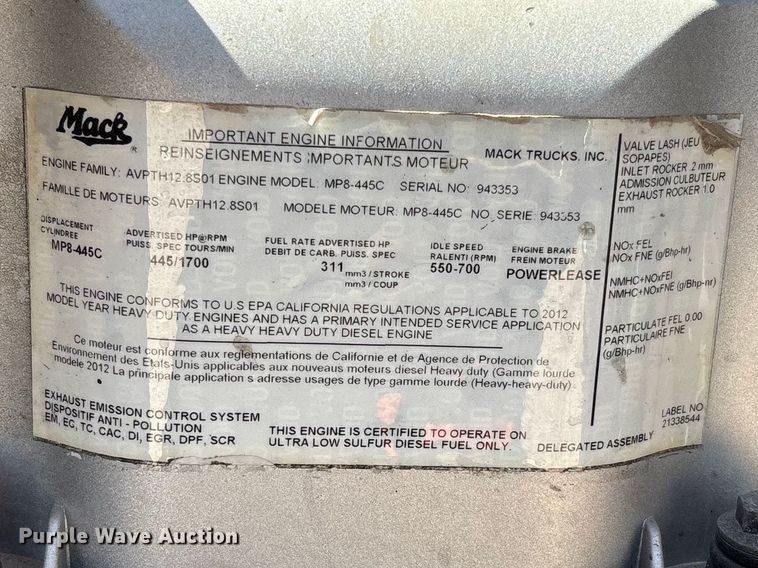 Mack
IMPORTANT ENGINE INFORMATION
REINSEIGNEMENTS IMPORTANTS MOTEUR
MACK TRUCKS, INC.
ENGINE FAMILY: AVPTH12.8S01 ENGINE MODEL: MP8-445C SERIAL NO: 943353
FAMILLE DE MOTEURS: AVPTH12.8S01 MODELE MOTEUR: MP8-445C NO. SERIE: 943353
DISPLACEMENT
CYLINDREE
MP8-445C
ADVERTISED HP@RPM
PUISS. SPEC TOURS/MIN
445/1700
FUEL RATE ADVERTISED HP
DEBIT DE CARB. PUISS. SPEC
311
mm3 / STROKE
mm3 / COUP
IDLE SPEED
RALENTI (RPM)
550-700
ENGINE BRAKE
FREIN MOTEUR
POWERLEASE
THIS ENGINE CONFORMS TO U.S EPA CALIFORNIA REGULATIONS APPLICABLE TO 2012
MODEL YEAR HEAVY DUTY ENGINES AND HAS A PRIMARY INTENDED SERVICE APPLICATION
AS A HEAVY HEAVY DUTY DIESEL ENGINE
Ce moteur est conforme aux reglementations de Californie et de Agence de Protection de
Environnement des Etats-Unis applicables aux nouveaux moteurs diesel Heavy duty (Gamme lourde
modele 2012 La principale application s adresse usages de type gamme lourde (Heavy-heavy-duty)
EXHAUST EMISSION CONTROL SYSTEM
DISPOSITIF ANTI - POLLUTION
EM, EC, TC, CAC, DI, EGR, DPF, SCR
THIS ENGINE IS CERTIFIED TO OPERATE ON
ULTRA LOW SULFUR DIESEL FUEL ONLY.
DELEGATED ASSEMBLY
VALVE LASH (JEU
SOPAPES)
INLET ROCKER .2 mm
ADMISSION CULBUTEUR
EXHAUST ROCKER 1.0
mm
NOx FEL
NOx FNE (g/Bhp-hr)
NMHC+NOxFEl
NMHC+NOxFNE (g/Bhp-hr)
PARTICULATE FEL 0.00
PARTICULAIRE FNE
(g/Bhp-hr)
LABEL NO
21338544
Purple Wave Auction